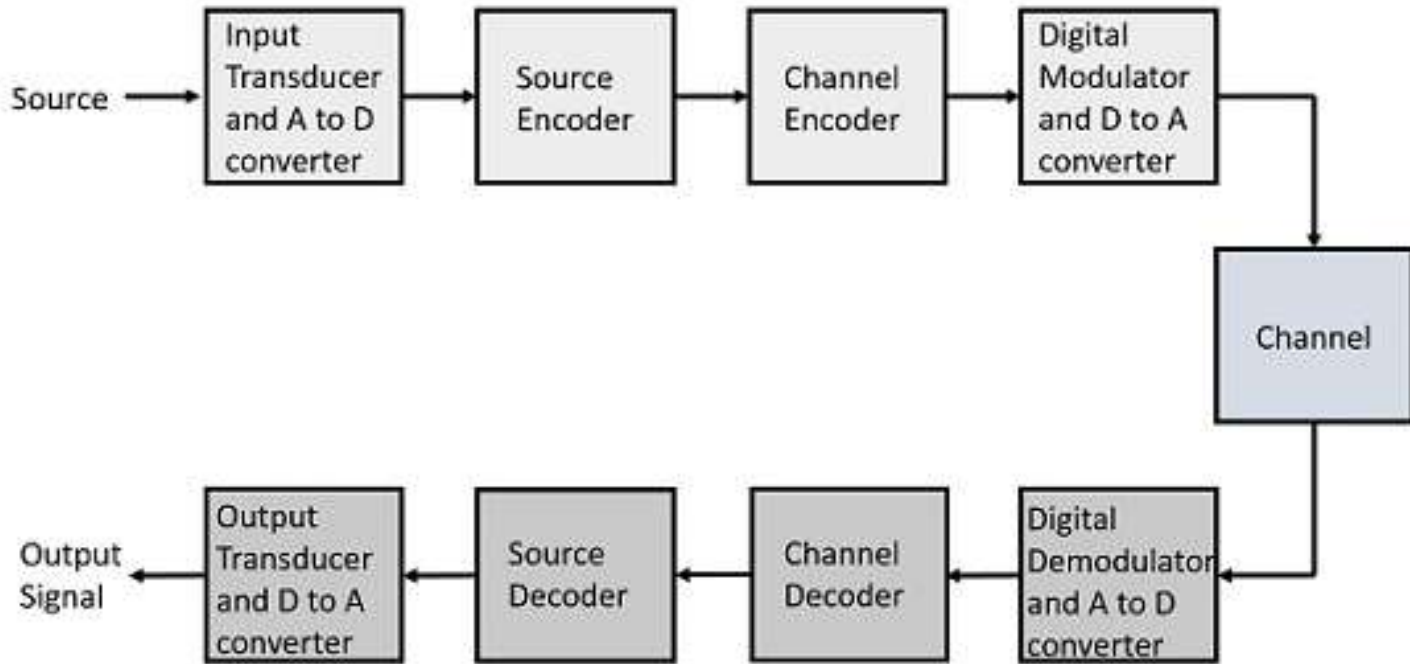 Source
Input
Transducer
and A to D
converter
Source
Encoder
Channel
Encoder
Digital
Modulator
and D to A
converter
Channel
Output
Signal
Output
Transducer
and D to A
converter
Source
Decoder
Channel
Decoder
Digital
Demodulator
and A to D
converter